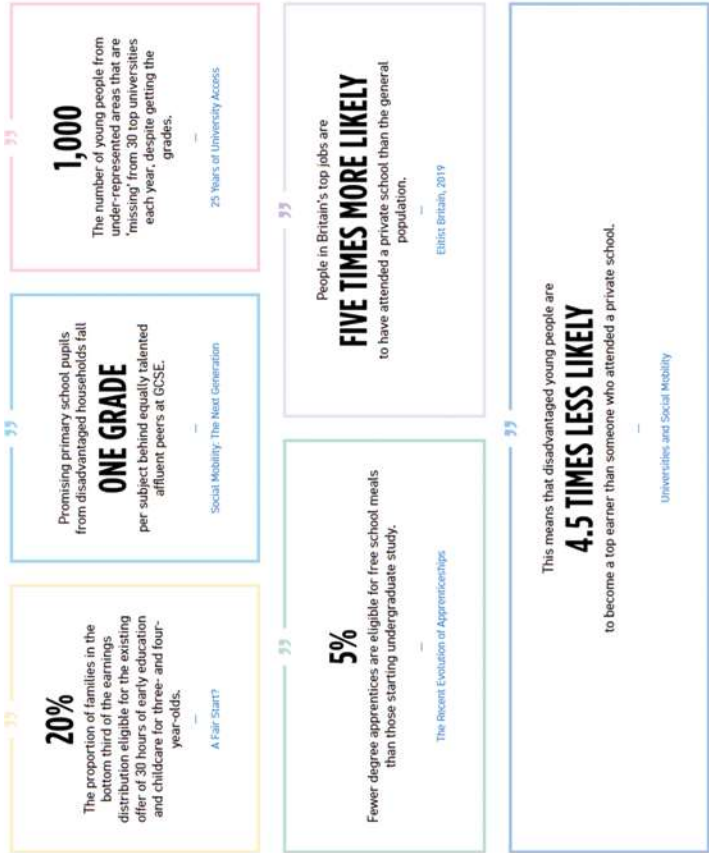 20%
The proportion of families in the
bottom third of the earnings
distribution eligible for the existing
offer of 30 hours of early education
and childcare for three- and four-
year-olds.
—
A Fair Start?
Promising primary school pupils
from disadvantaged households fall
ONE GRADE
per subject behind equally talented
affluent peers at GCSE.
—
Social Mobility: The Next Generation
1,000
The number of young people from
under-represented areas that are
'missing' from 30 top universities
each year, despite getting the
grades.
—
25 Years of University Access
5%
Fewer degree apprentices are eligible for free school meals
than those starting undergraduate study.
—
The Recent Evolution of Apprenticeships
People in Britain's top jobs are
FIVE TIMES MORE LIKELY
to have attended a private school than the general
population.
—
Elitist Britain, 2019
This means that disadvantaged young people are
4.5 TIMES LESS LIKELY
to become a top earner than someone who attended a private school.
—
Universities and Social Mobility